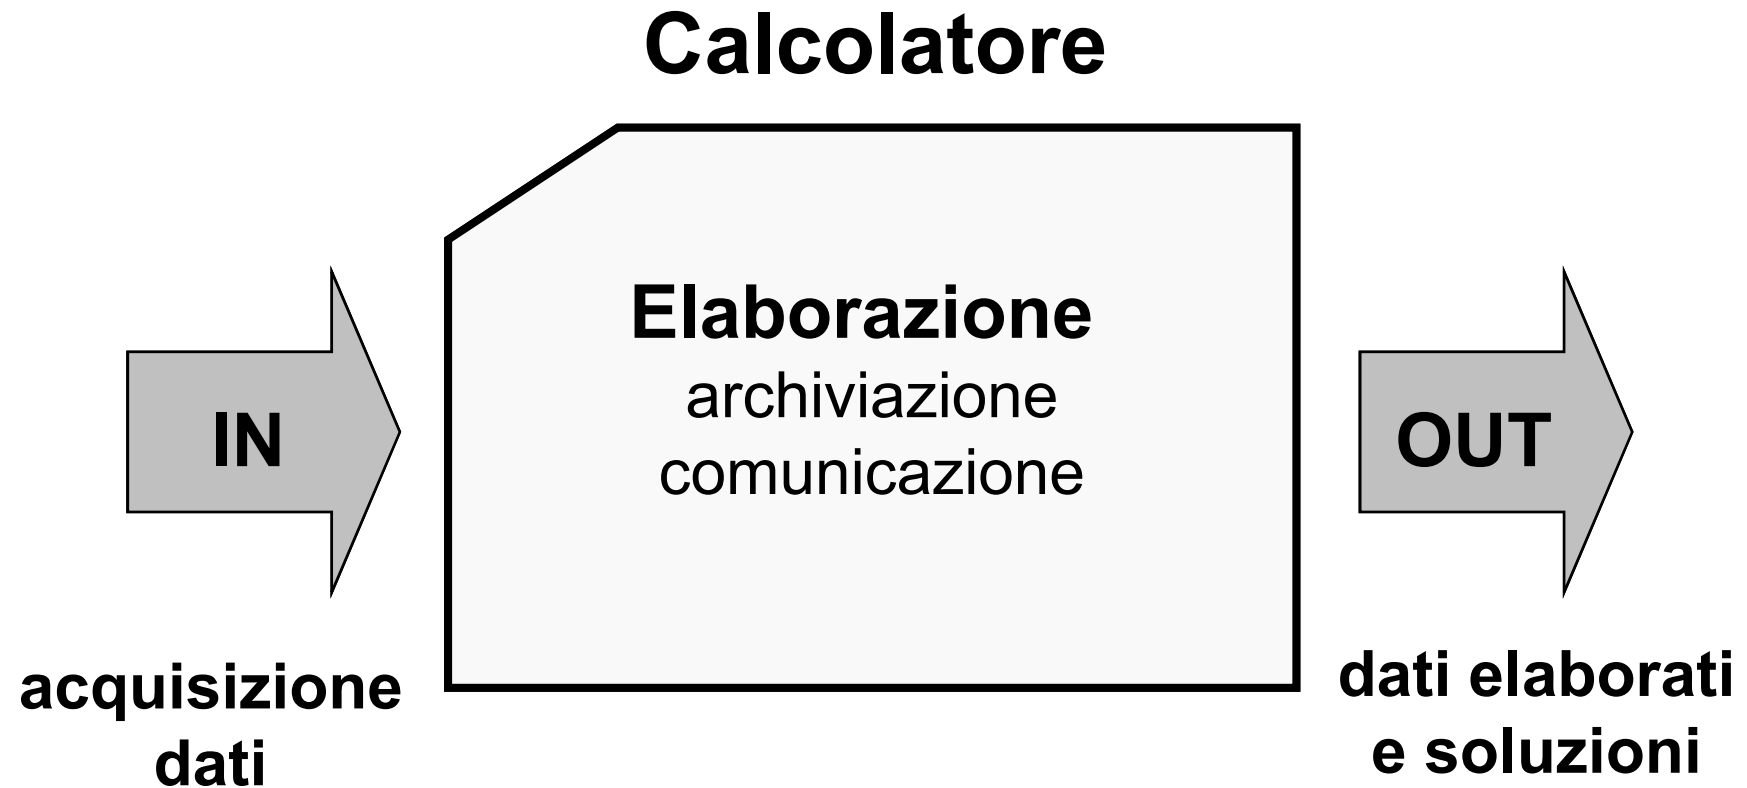 Calcolatore
Elaborazione
archiviazione
comunicazione
IN
OUT
acquisizione
dati
dati elaborati
e soluzioni